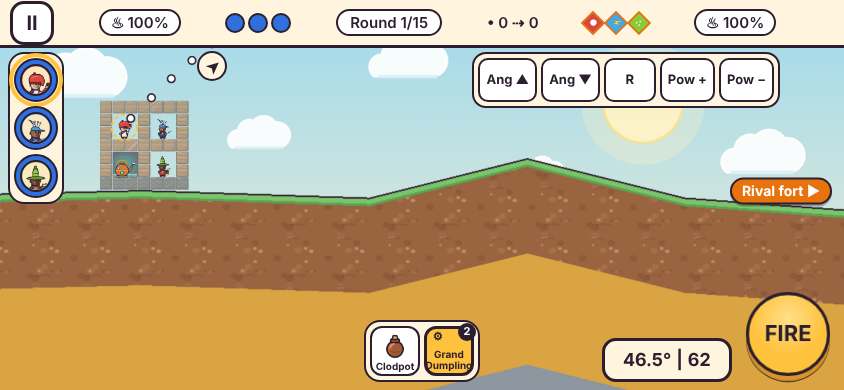 100%
Round 1/15
• 0 ⇢ 0
100%
Ang ▲
Ang ▼
R
Pow +
Pow −
Rival fort ▶
Clodpot
2
Grand
Dumpling
46.5° | 62
FIRE